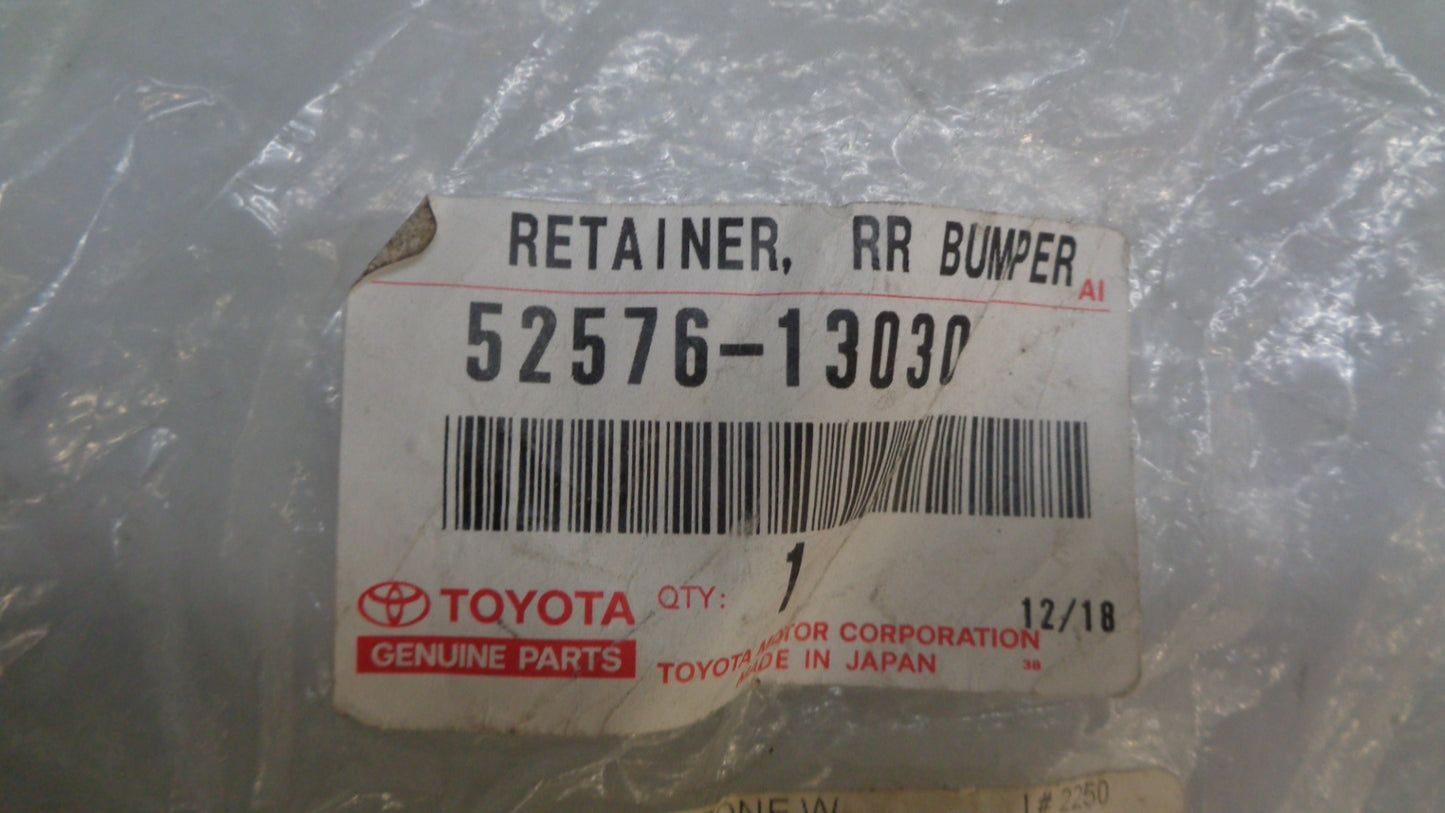 RETAINER, RR BUMPER
AI
52576-13030
1
TOYOTA QTY:
12/18
GENUINE PARTS
TOYOTA MOTOR CORPORATION
MADE IN JAPAN 38
L# 2250